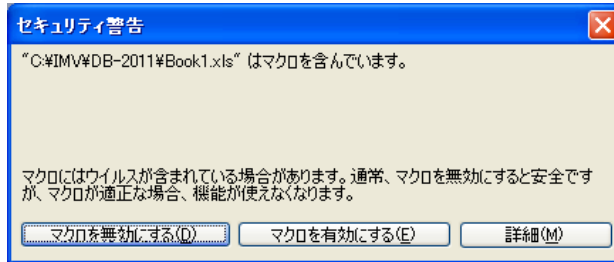 セキュリティ警告
"C:¥IMV¥DB-2011¥Book1.xls" はマクロを含んでいます。
マクロにはウイルスが含まれている場合があります。通常、マクロを無効にすると安全です
が、マクロが適正な場合、機能が使えなくなります。
マクロを無効にする(D) マクロを有効にする(E) 詳細(M)